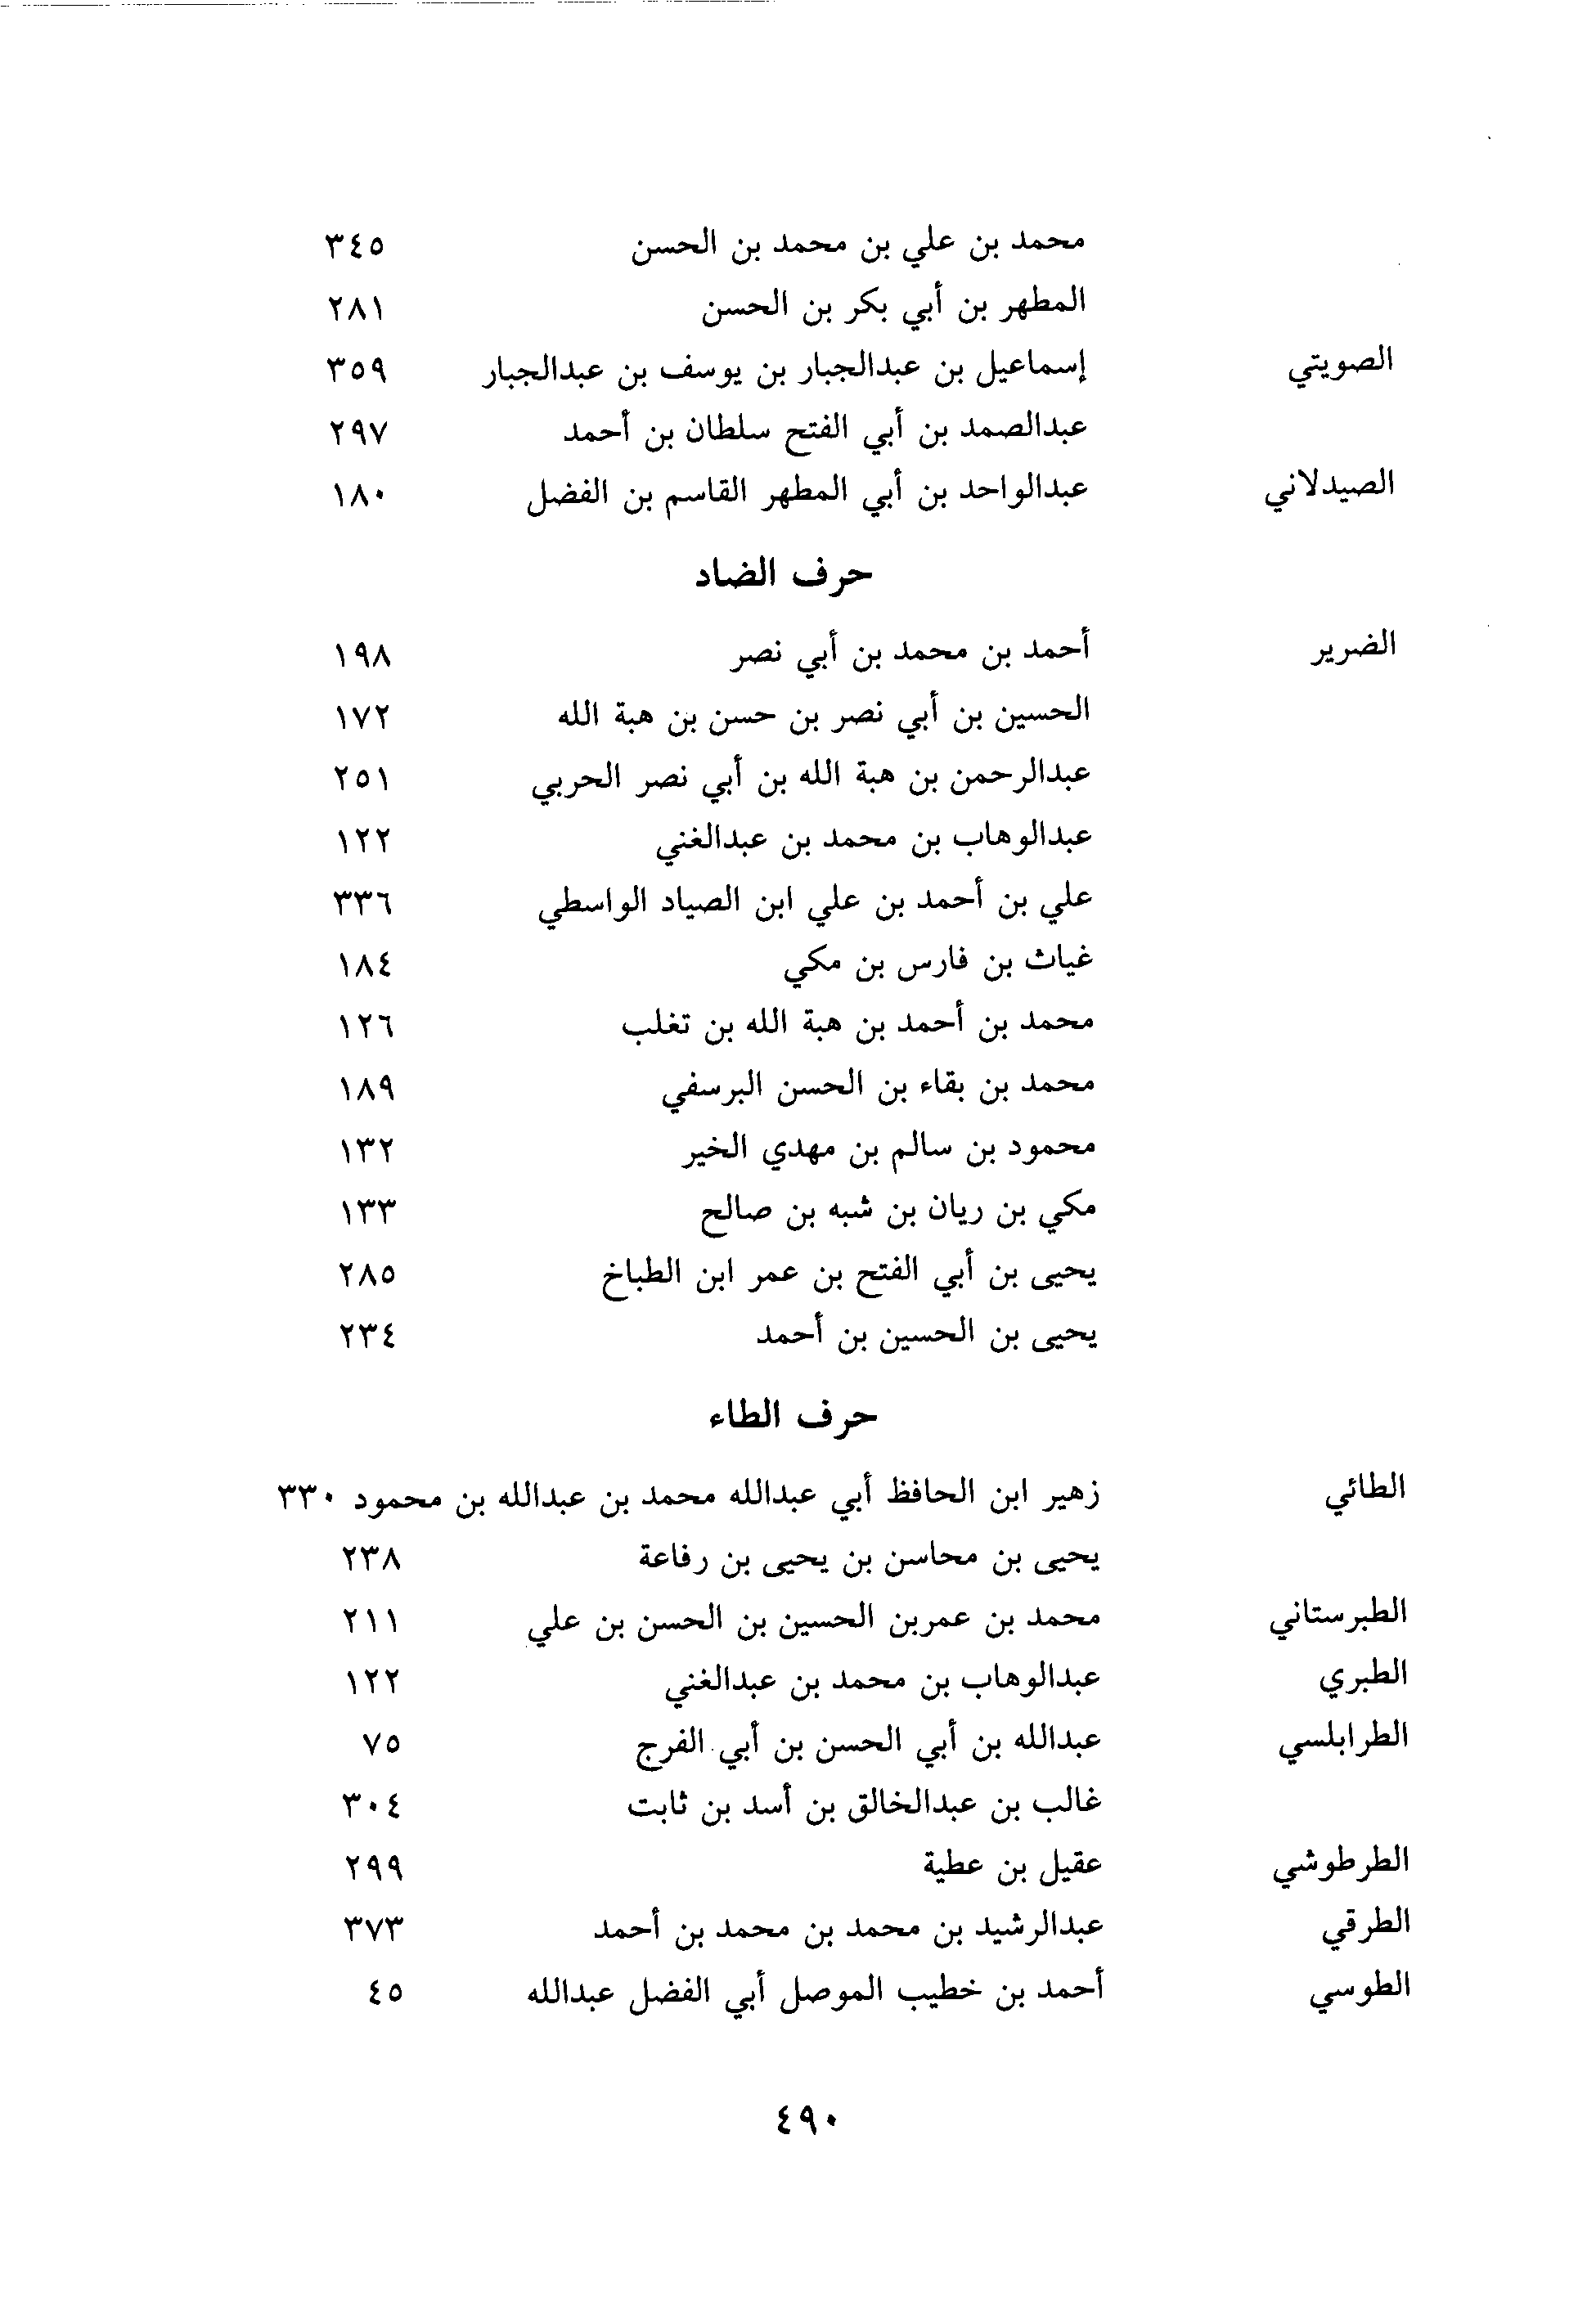 محمد بن علي بن محمد بن الحسن ٣٤٥
المطهر بن أبي بكر بن الحسن ٢٨١
الصويتي إسماعيل بن عبدالجبار بن يوسف بن عبدالجبار ٣٥٩
عبدالصمد بن أبي الفتح سلطان بن أحمد ٢٩٧
الصيدلاني عبدالواحد بن أبي المطهر القاسم بن الفضل ١٨٠
حرف الضاد
الضرير أحمد بن محمد بن أبي نصر ١٩٨
الحسين بن أبي نصر بن حسن بن هبة الله ١٧٢
عبدالرحمن بن هبة الله بن أبي نصر الحربي ٢٥١
عبدالوهاب بن محمد بن عبدالغني ١٢٢
علي بن أحمد بن علي ابن الصياد الواسطي ٣٣٦
غياث بن فارس بن مكي ١٨٤
محمد بن أحمد بن هبة الله بن تغلب ١٢٦
محمد بن بقاء بن الحسن البرسفي ١٨٩
محمود بن سالم بن مهدي الخير ١٣٢
مكي بن ريان بن شبه بن صالح ١٣٣
يحيى بن أبي الفتح بن عمر ابن الطباخ ٢٨٥
يحيى بن الحسين بن أحمد ٢٣٤
حرف الطاء
الطائي زهير ابن الحافظ أبي عبدالله محمد بن عبدالله بن محمود ٣٣٠
يحيى بن محاسن بن يحيى بن رفاعة ٢٣٨
الطبرستاني محمد بن عمربن الحسين بن الحسن بن علي ٢١١
الطبري عبدالوهاب بن محمد بن عبدالغني ١٢٢
الطرابلسي عبدالله بن أبي الحسن بن أبي الفرج ٧٥
غالب بن عبدالخالق بن أسد بن ثابت ٣٠٤
الطرطوشي عقيل بن عطية ٢٩٩
الطرقي عبدالرشيد بن محمد بن محمد بن أحمد ٣٧٣
الطوسي أحمد بن خطيب الموصل أبي الفضل عبدالله ٤٥
٤٩٠